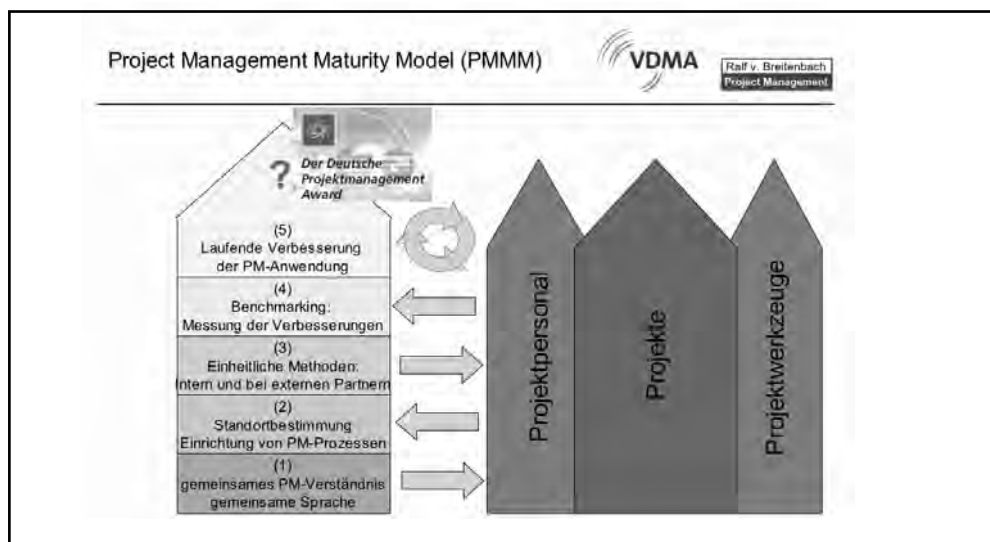 Project Management Maturity Model (PMMM)
VDMA
Ralf v. Breitenbach
Project Management
?
Der Deutsche
Projektmanagement
Award
(5)
Laufende Verbesserung
der PM-Anwendung
(4)
Benchmarking:
Messung der Verbesserungen
(3)
Einheitliche Methoden:
Intern und bei externen Partnern
(2)
Standortbestimmung
Einrichtung von PM-Prozessen
(1)
gemeinsames PM-Verständnis
gemeinsame Sprache
Projektpersonal
Projekte
Projektwerkzeuge